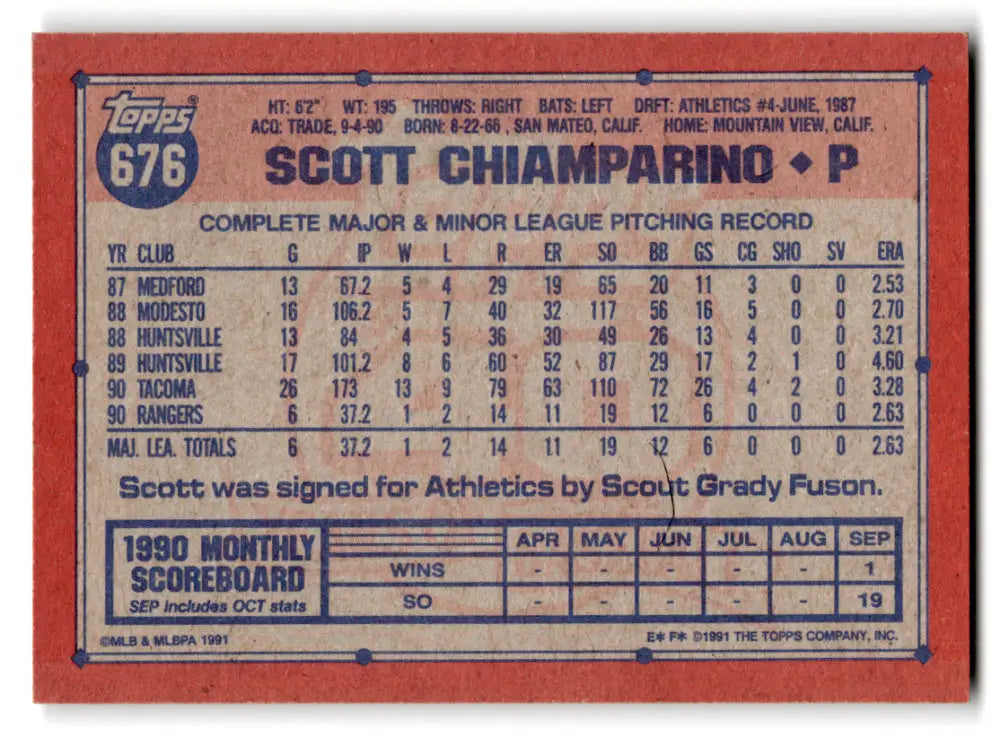 Topps®
676
HT: 6'2" WT: 195 THROWS: RIGHT BATS: LEFT DRFT: ATHLETICS #4-JUNE, 1987
ACQ: TRADE, 9-4-90 BORN: 8-22-66, SAN MATEO, CALIF. HOME: MOUNTAIN VIEW, CALIF.
SCOTT CHIAMPARINO ◆ P
COMPLETE MAJOR & MINOR LEAGUE PITCHING RECORD
YR CLUB G IP W L R ER SO BB GS CG SHO SV ERA
87 MEDFORD 13 67.2 5 4 29 19 65 20 11 3 0 0 2.53
88 MODESTO 16 106.2 5 7 40 32 117 56 16 5 0 0 2.70
88 HUNTSVILLE 13 84 4 5 36 30 49 26 13 4 0 0 3.21
89 HUNTSVILLE 17 101.2 8 6 60 52 87 29 17 2 1 0 4.60
90 TACOMA 26 173 13 9 79 63 110 72 26 4 2 0 3.28
90 RANGERS 6 37.2 1 2 14 11 19 12 6 0 0 0 2.63
MAJ. LEA. TOTALS 6 37.2 1 2 14 11 19 12 6 0 0 0 2.63
Scott was signed for Athletics by Scout Grady Fuson.
1990 MONTHLY
SCOREBOARD
SEP includes OCT stats
APR MAY JUN JUL AUG SEP
WINS - - - - - 1
SO - - - - - 19
©MLB & MLBPA 1991
E* F* ©1991 THE TOPPS COMPANY, INC.